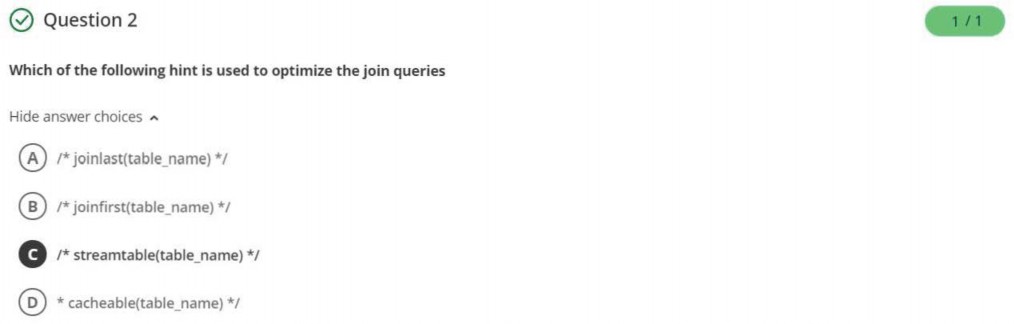 Question 2
1 / 1
Which of the following hint is used to optimize the join queries
Hide answer choices
A /* joinlast(table_name) */
B /* joinfirst(table_name) */
C /* streamtable(table_name) */
D * cacheable(table_name) */